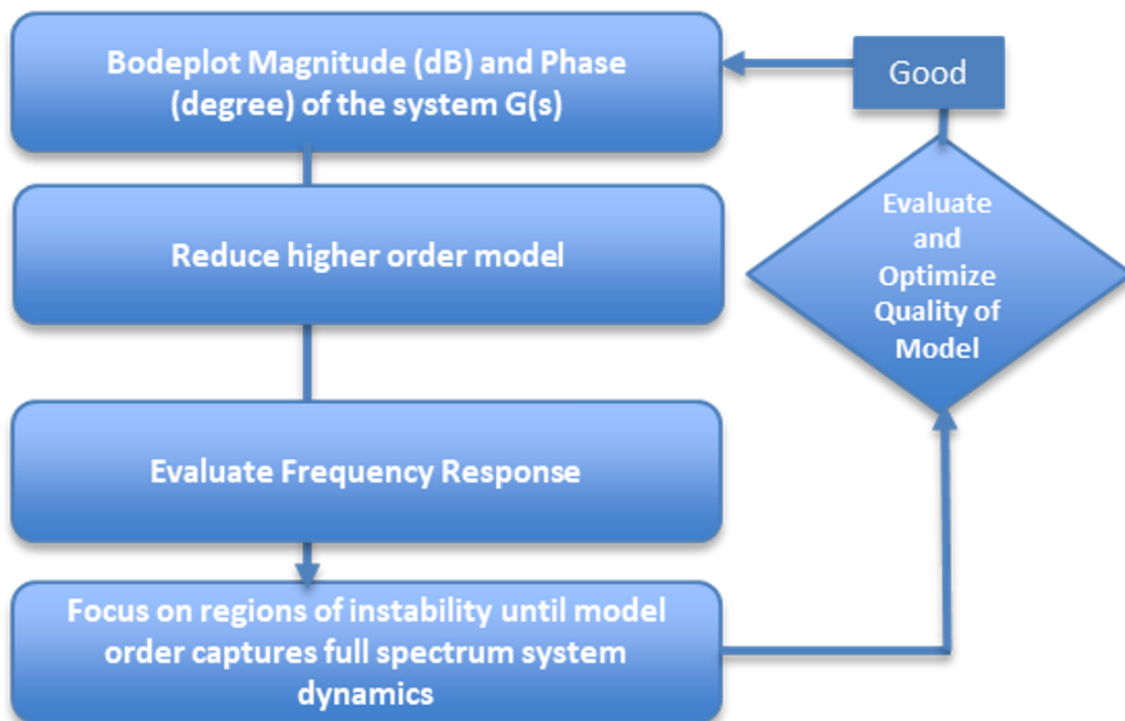 Bodeplot Magnitude (dB) and Phase
(degree) of the system G(s)
Good
Reduce higher order model
Evaluate
and
Optimize
Quality of
Model
Evaluate Frequency Response
Focus on regions of instability until model
order captures full spectrum system
dynamics